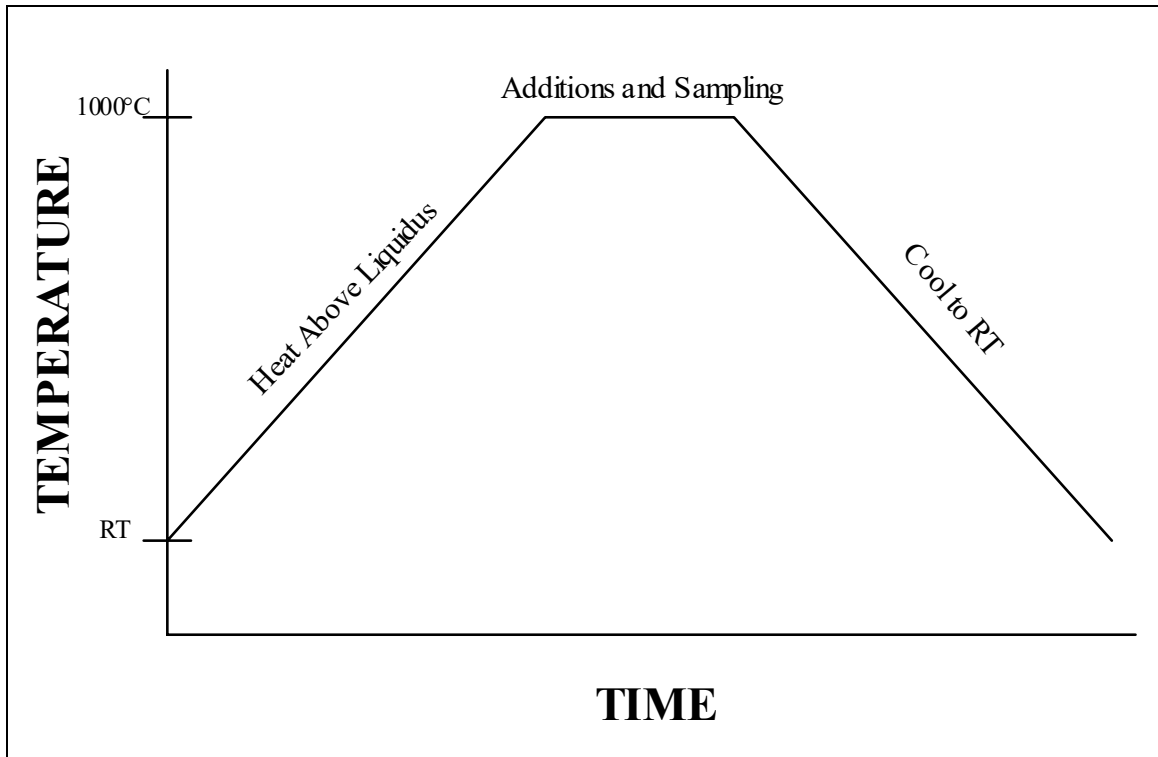 Additions and Sampling
1000°C
TEMPERATURE
Heat Above Liquidus
Cool to RT
RT
TIME